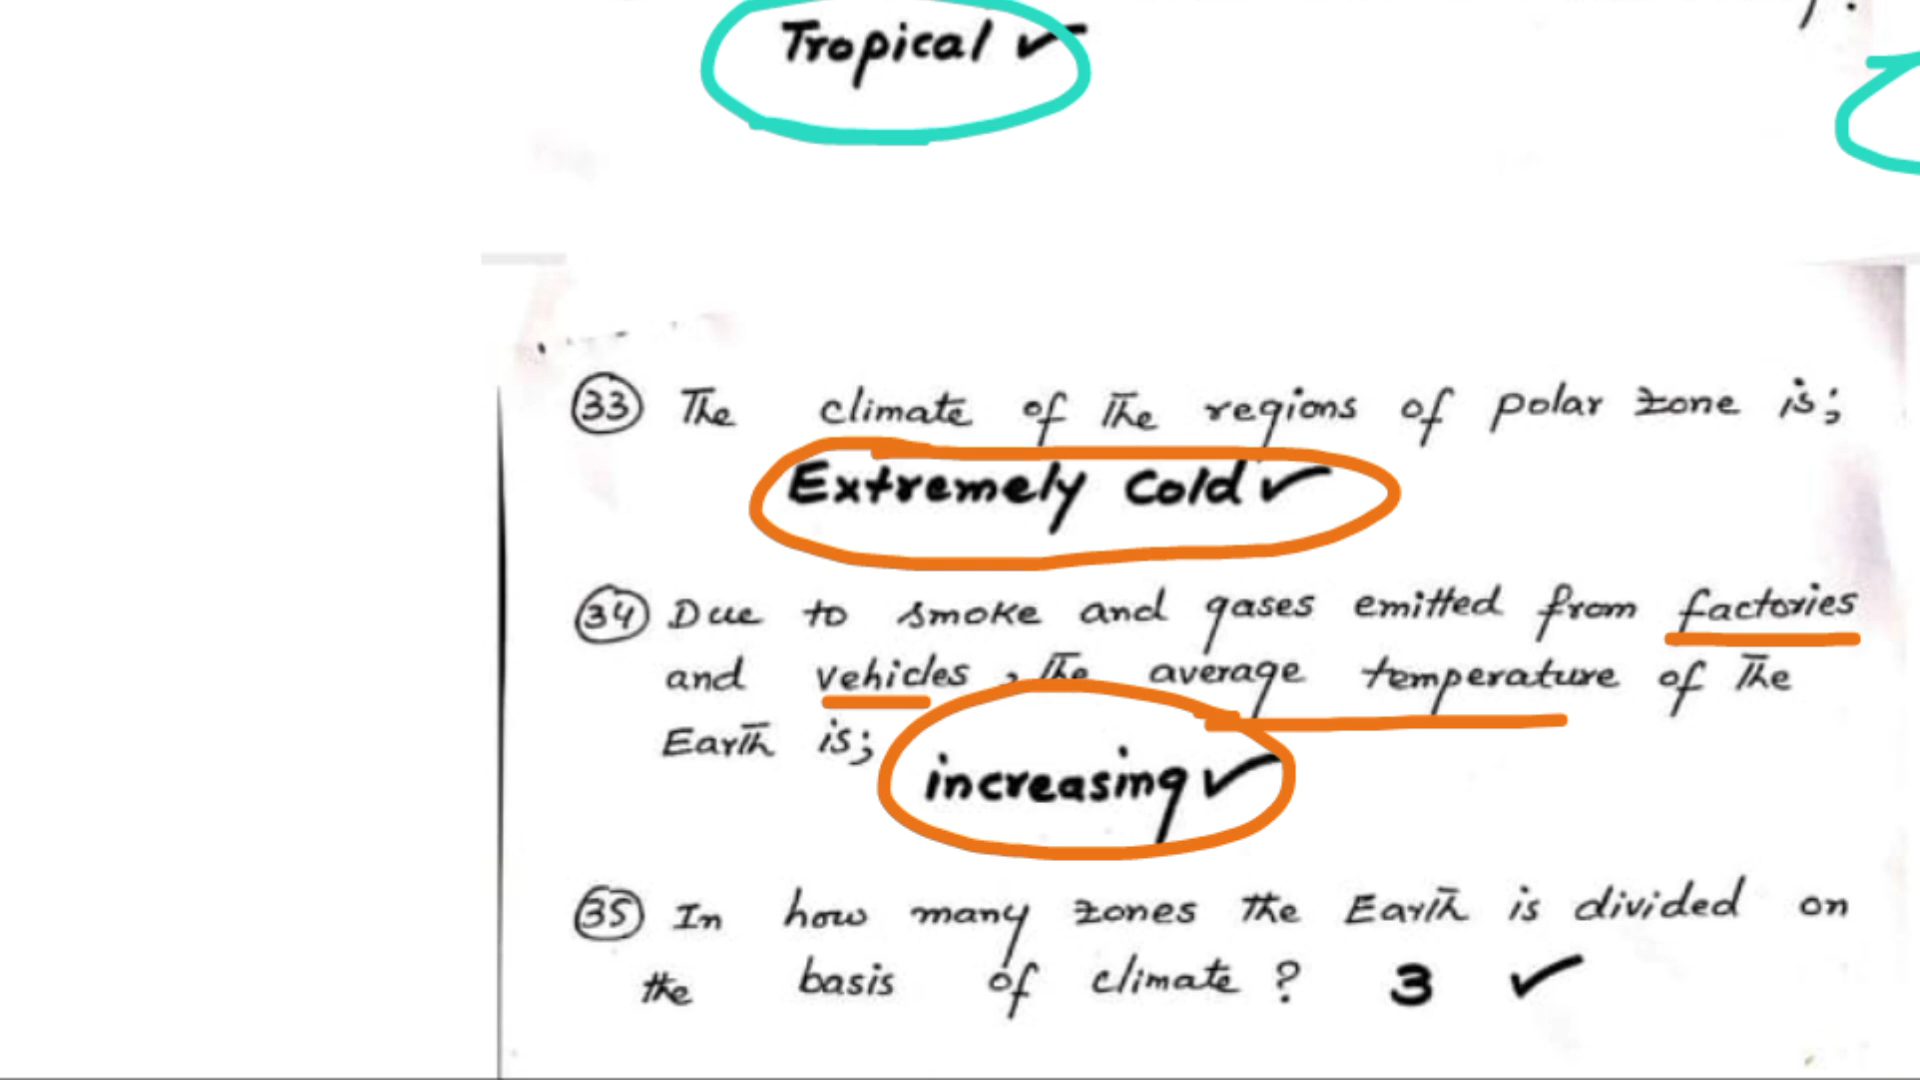 Tropical ✓
?
33 The climate of the regions of polar zone is;
Extremely Cold ✓
34 Due to smoke and gases emitted from factories
and vehicles, the average temperature of the
Earth is;
increasing ✓
35 In how many zones the Earth is divided on
the basis of climate? 3 ✓